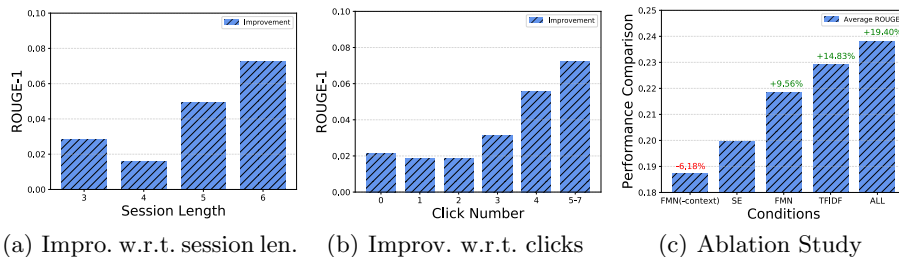 ROUGE-1
0.10
0.08
0.06
0.04
0.02
0.00
Improvement
3 4 5 6
Session Length
(a) Impro. w.r.t. session len.
ROUGE-1
0.10
0.08
0.06
0.04
0.02
0.00
Improvement
0 1 2 3 4 5-7
Click Number
(b) Improv. w.r.t. clicks
Performance Comparison
0.25
0.24
0.23
0.22
0.21
0.20
0.19
0.18
Average ROUGE
+19.40%
+14.83%
+9.56%
-6.18%
FMN(-context) SE FMN TFIDF ALL
Conditions
(c) Ablation Study